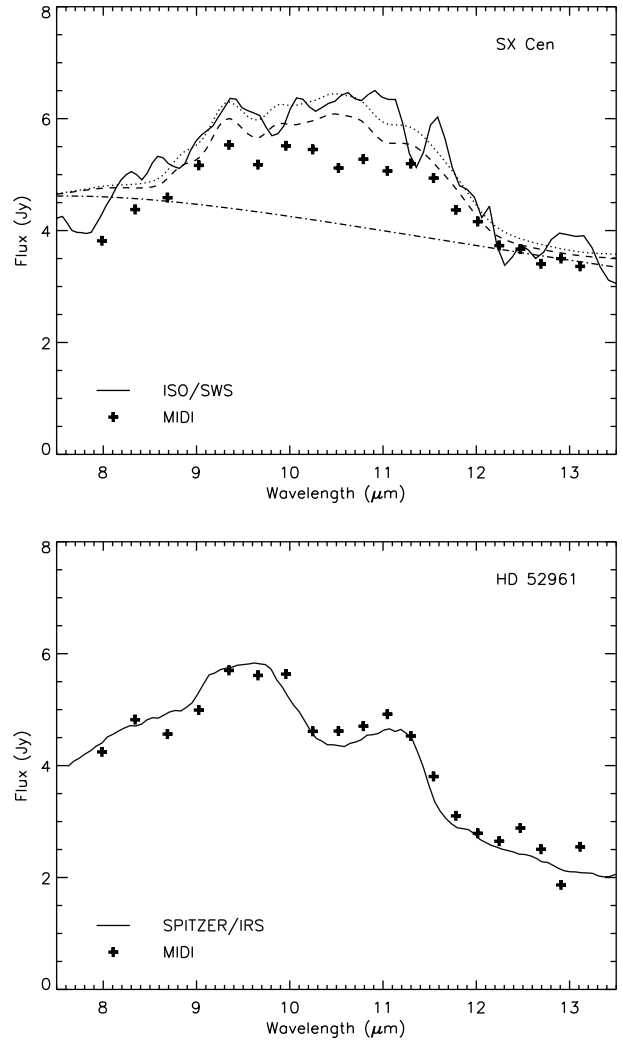 8
SX Cen
6
Flux (Jy)
4
2
ISO/SWS
MIDI
0
8 9 10 11 12 13
Wavelength (μm)
8
HD 52961
6
Flux (Jy)
4
2
SPITZER/IRS
MIDI
0
8 9 10 11 12 13
Wavelength (μm)